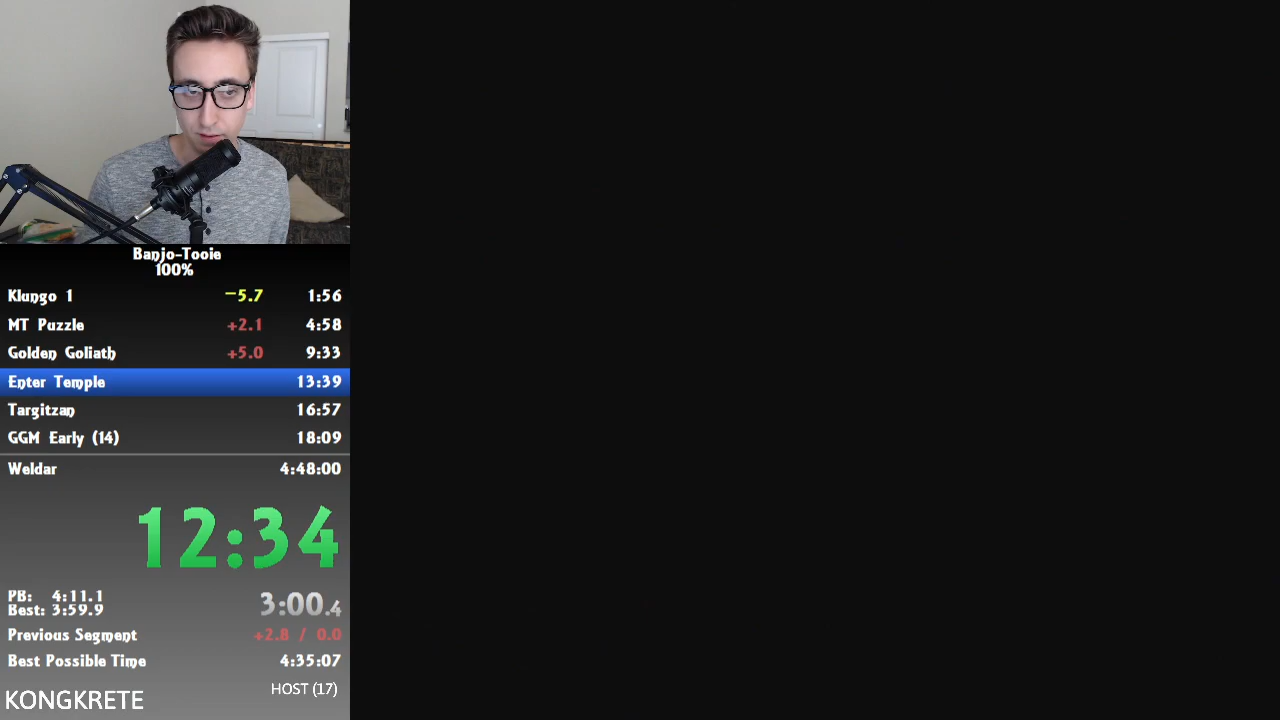 Banjo-Tooie
100%
Klungo 1 −5.7 1:56
MT Puzzle +2.1 4:58
Golden Goliath +5.0 9:33
Enter Temple 13:39
Targitzan 16:57
GGM Early (14) 18:09
Weldar 4:48:00
12:34
PB: 4:11.1
Best: 3:59.9
3:00.4
Previous Segment +2.8 / 0.0
Best Possible Time 4:35:07
KONGKRETE HOST (17)